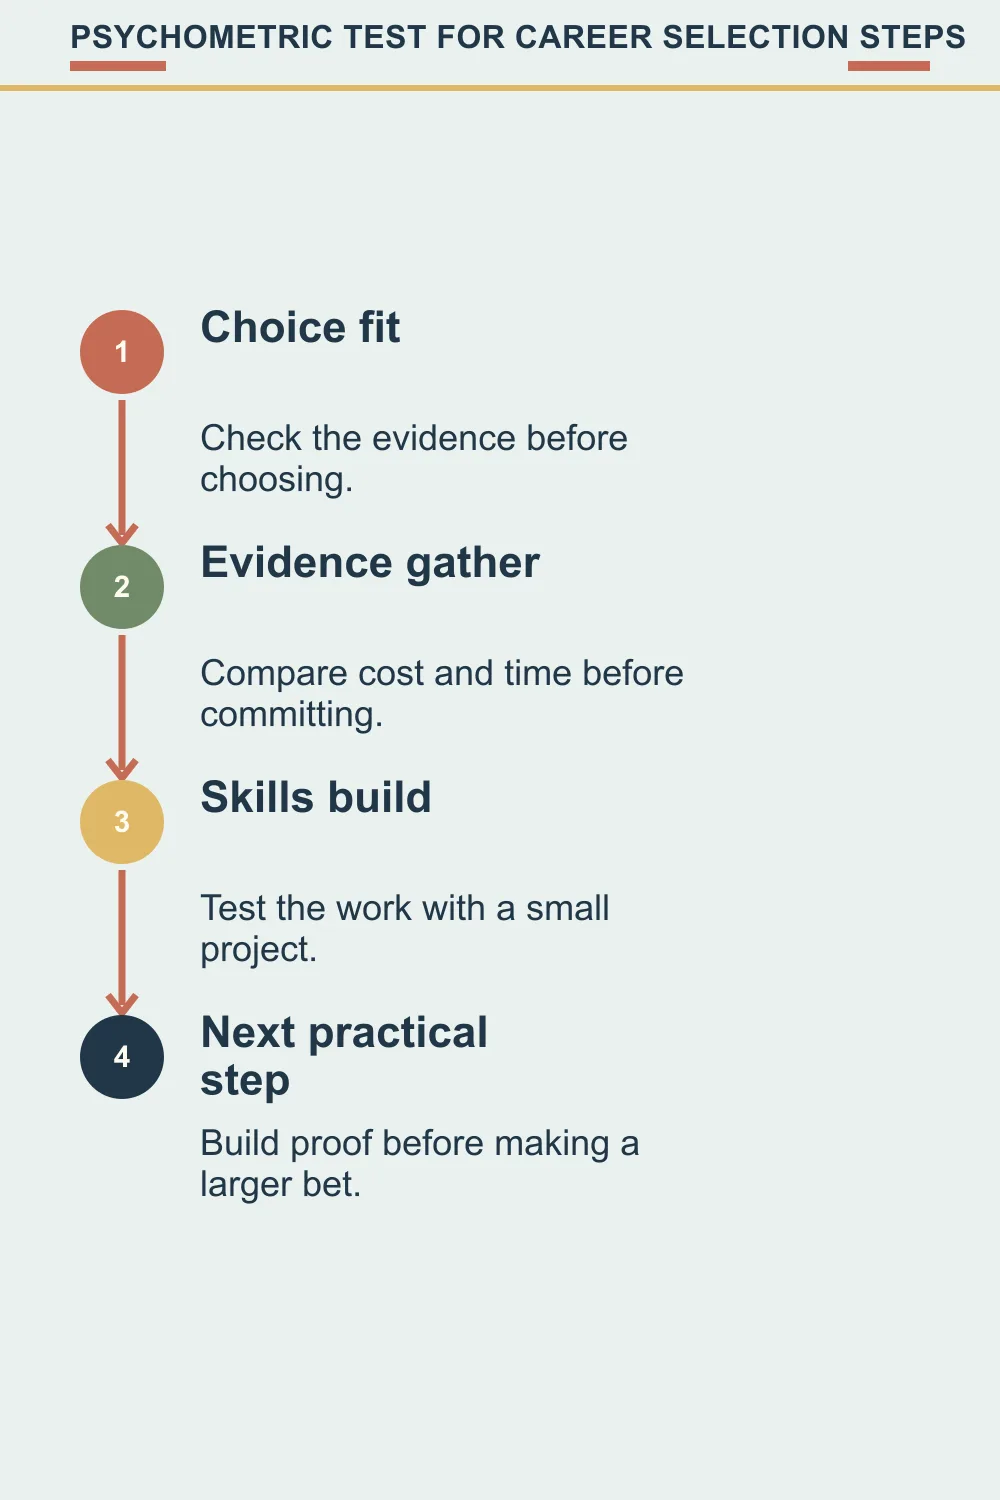 PSYCHOMETRIC TEST FOR CAREER SELECTION STEPS
1
Choice fit
Check the evidence before
choosing.
2
Evidence gather
Compare cost and time before
committing.
3
Skills build
Test the work with a small
project.
4
Next practical
step
Build proof before making a
larger bet.